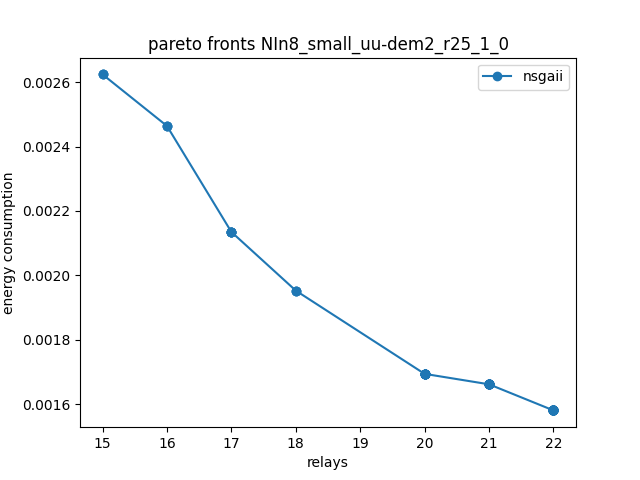 pareto fronts NIn8_small_uu-dem2_r25_1_0
nsgaii
energy consumption
0.0026
0.0024
0.0022
0.0020
0.0018
0.0016
15 16 17 18 19 20 21 22
relays